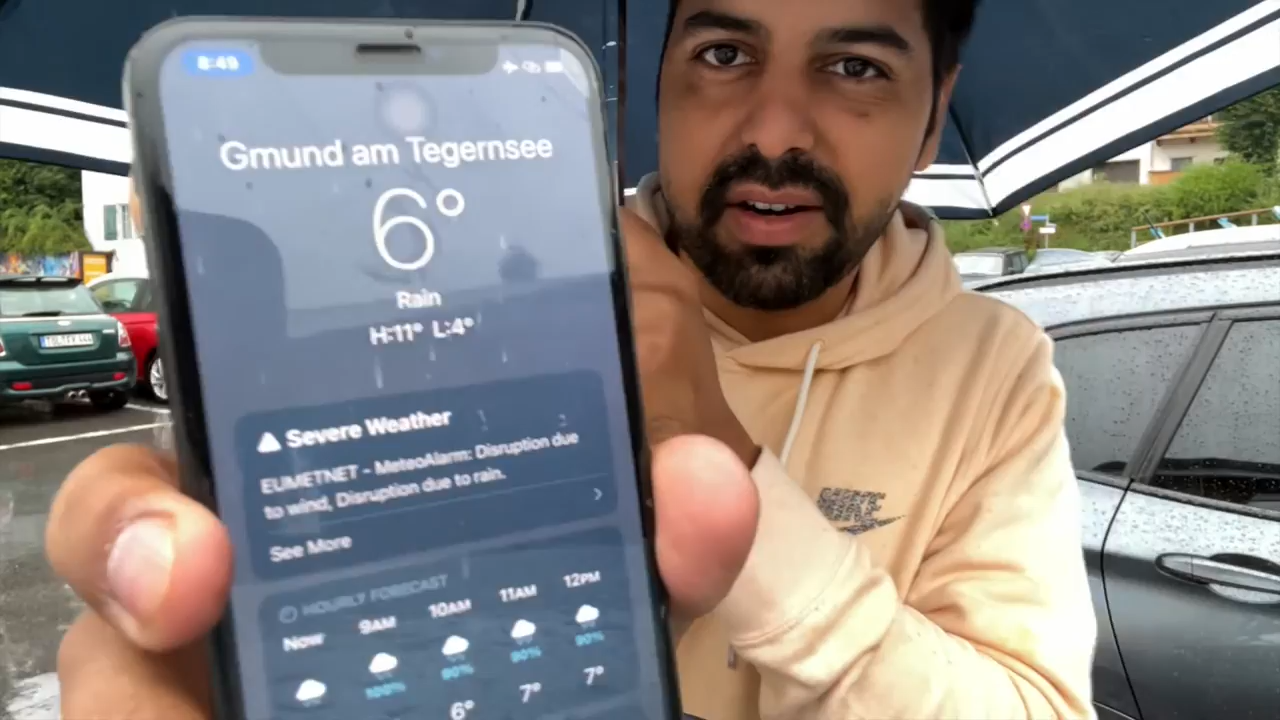 8:49
Gmund am Tegernsee
6°
Rain
H:11° L:4°
Severe Weather
EUMETNET - MeteoAlarm: Disruption due
to wind, Disruption due to rain.
See More
HOURLY FORECAST
Now 9AM 10AM 11AM 12PM
100% 90% 90% 90%
6° 7° 7°